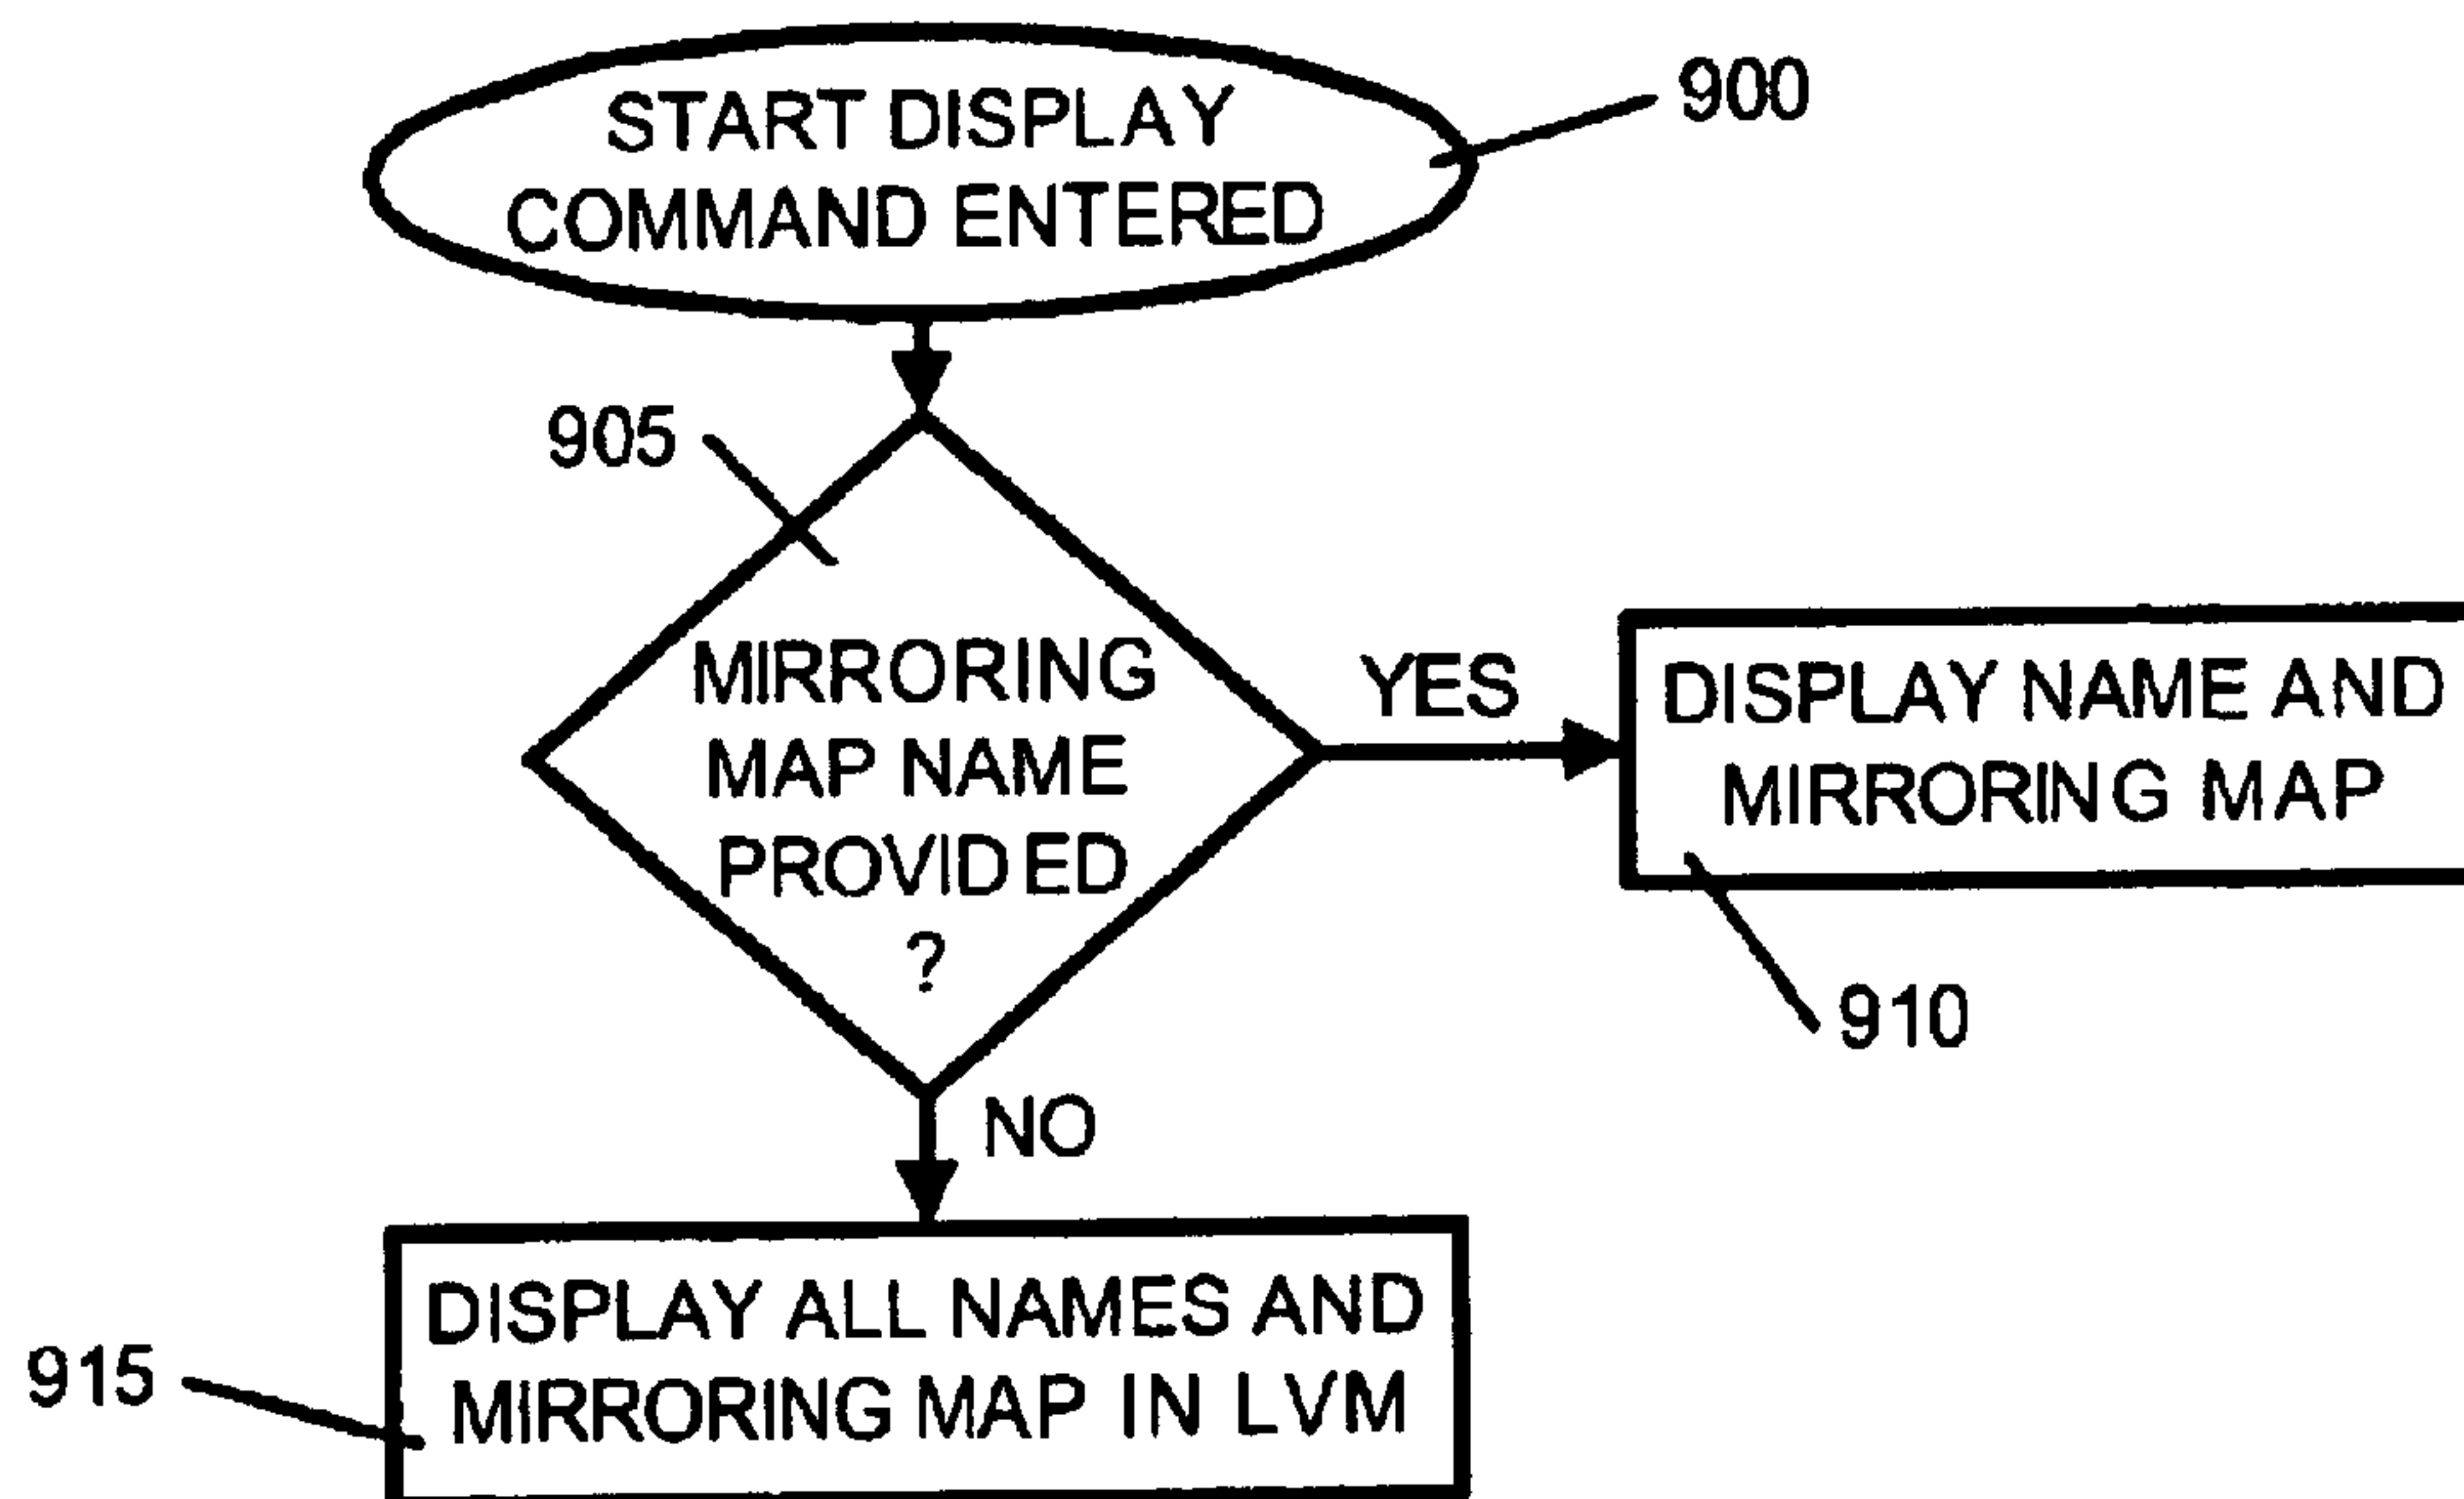 START DISPLAY
COMMAND ENTERED
900
905
MIRRORING
MAP NAME
PROVIDED
?
YES
DISPLAY NAME AND
MIRRORING MAP
910
NO
DISPLAY ALL NAMES AND
MIRRORING MAP IN LVM
915